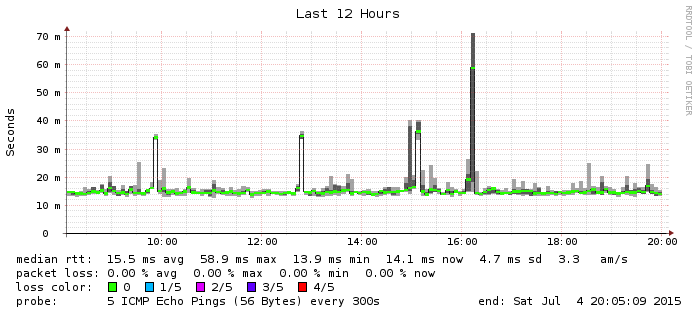 Last 12 Hours
RRDTOOL / TOBI OETIKER
Seconds
70 m
60 m
50 m
40 m
30 m
20 m
10 m
0
10:00 12:00 14:00 16:00 18:00 20:00
median rtt: 15.5 ms avg 58.9 ms max 13.9 ms min 14.1 ms now 4.7 ms sd 3.3 am/s
packet loss: 0.00 % avg 0.00 % max 0.00 % min 0.00 % now
loss color: 0 1/5 2/5 3/5 4/5
probe: 5 ICMP Echo Pings (56 Bytes) every 300s end: Sat Jul 4 20:05:09 2015